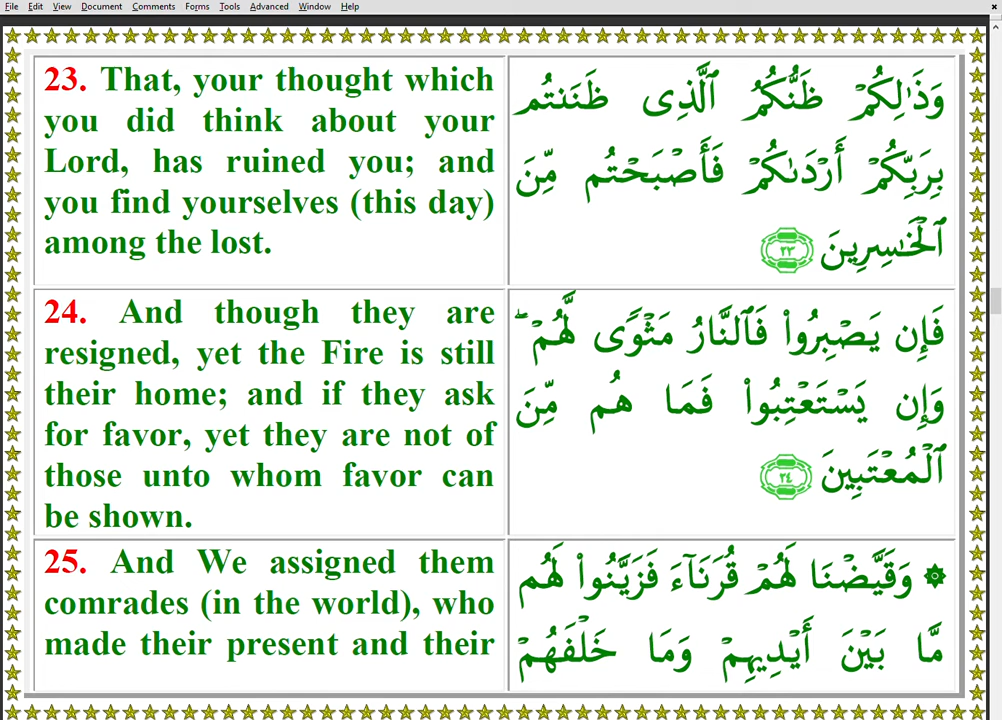 File Edit View Document Comments Forms Tools Advanced Window Help
23. That, your thought which
you did think about your
Lord, has ruined you; and
you find yourselves (this day)
among the lost.
وَذَٰلِكُمْ ظَنُّكُمُ ٱلَّذِى ظَنَنتُم
بِرَبِّكُمْ أَرْدَىٰكُمْ فَأَصْبَحْتُم مِّنَ
ٱلْخَٰسِرِينَ ٢٣
24. And though they are
resigned, yet the Fire is still
their home; and if they ask
for favor, yet they are not of
those unto whom favor can
be shown.
فَإِن يَصْبِرُوا۟ فَٱلنَّارُ مَثْوًى لَّهُمْ ۖ
وَإِن يَسْتَعْتِبُوا۟ فَمَا هُم مِّنَ
ٱلْمُعْتَبِينَ ٢٤
25. And We assigned them
comrades (in the world), who
made their present and their
۞ وَقَيَّضْنَا لَهُمْ قُرَنَآءَ فَزَيَّنُوا۟ لَهُم
مَّا بَيْنَ أَيْدِيهِمْ وَمَا خَلْفَهُمْ